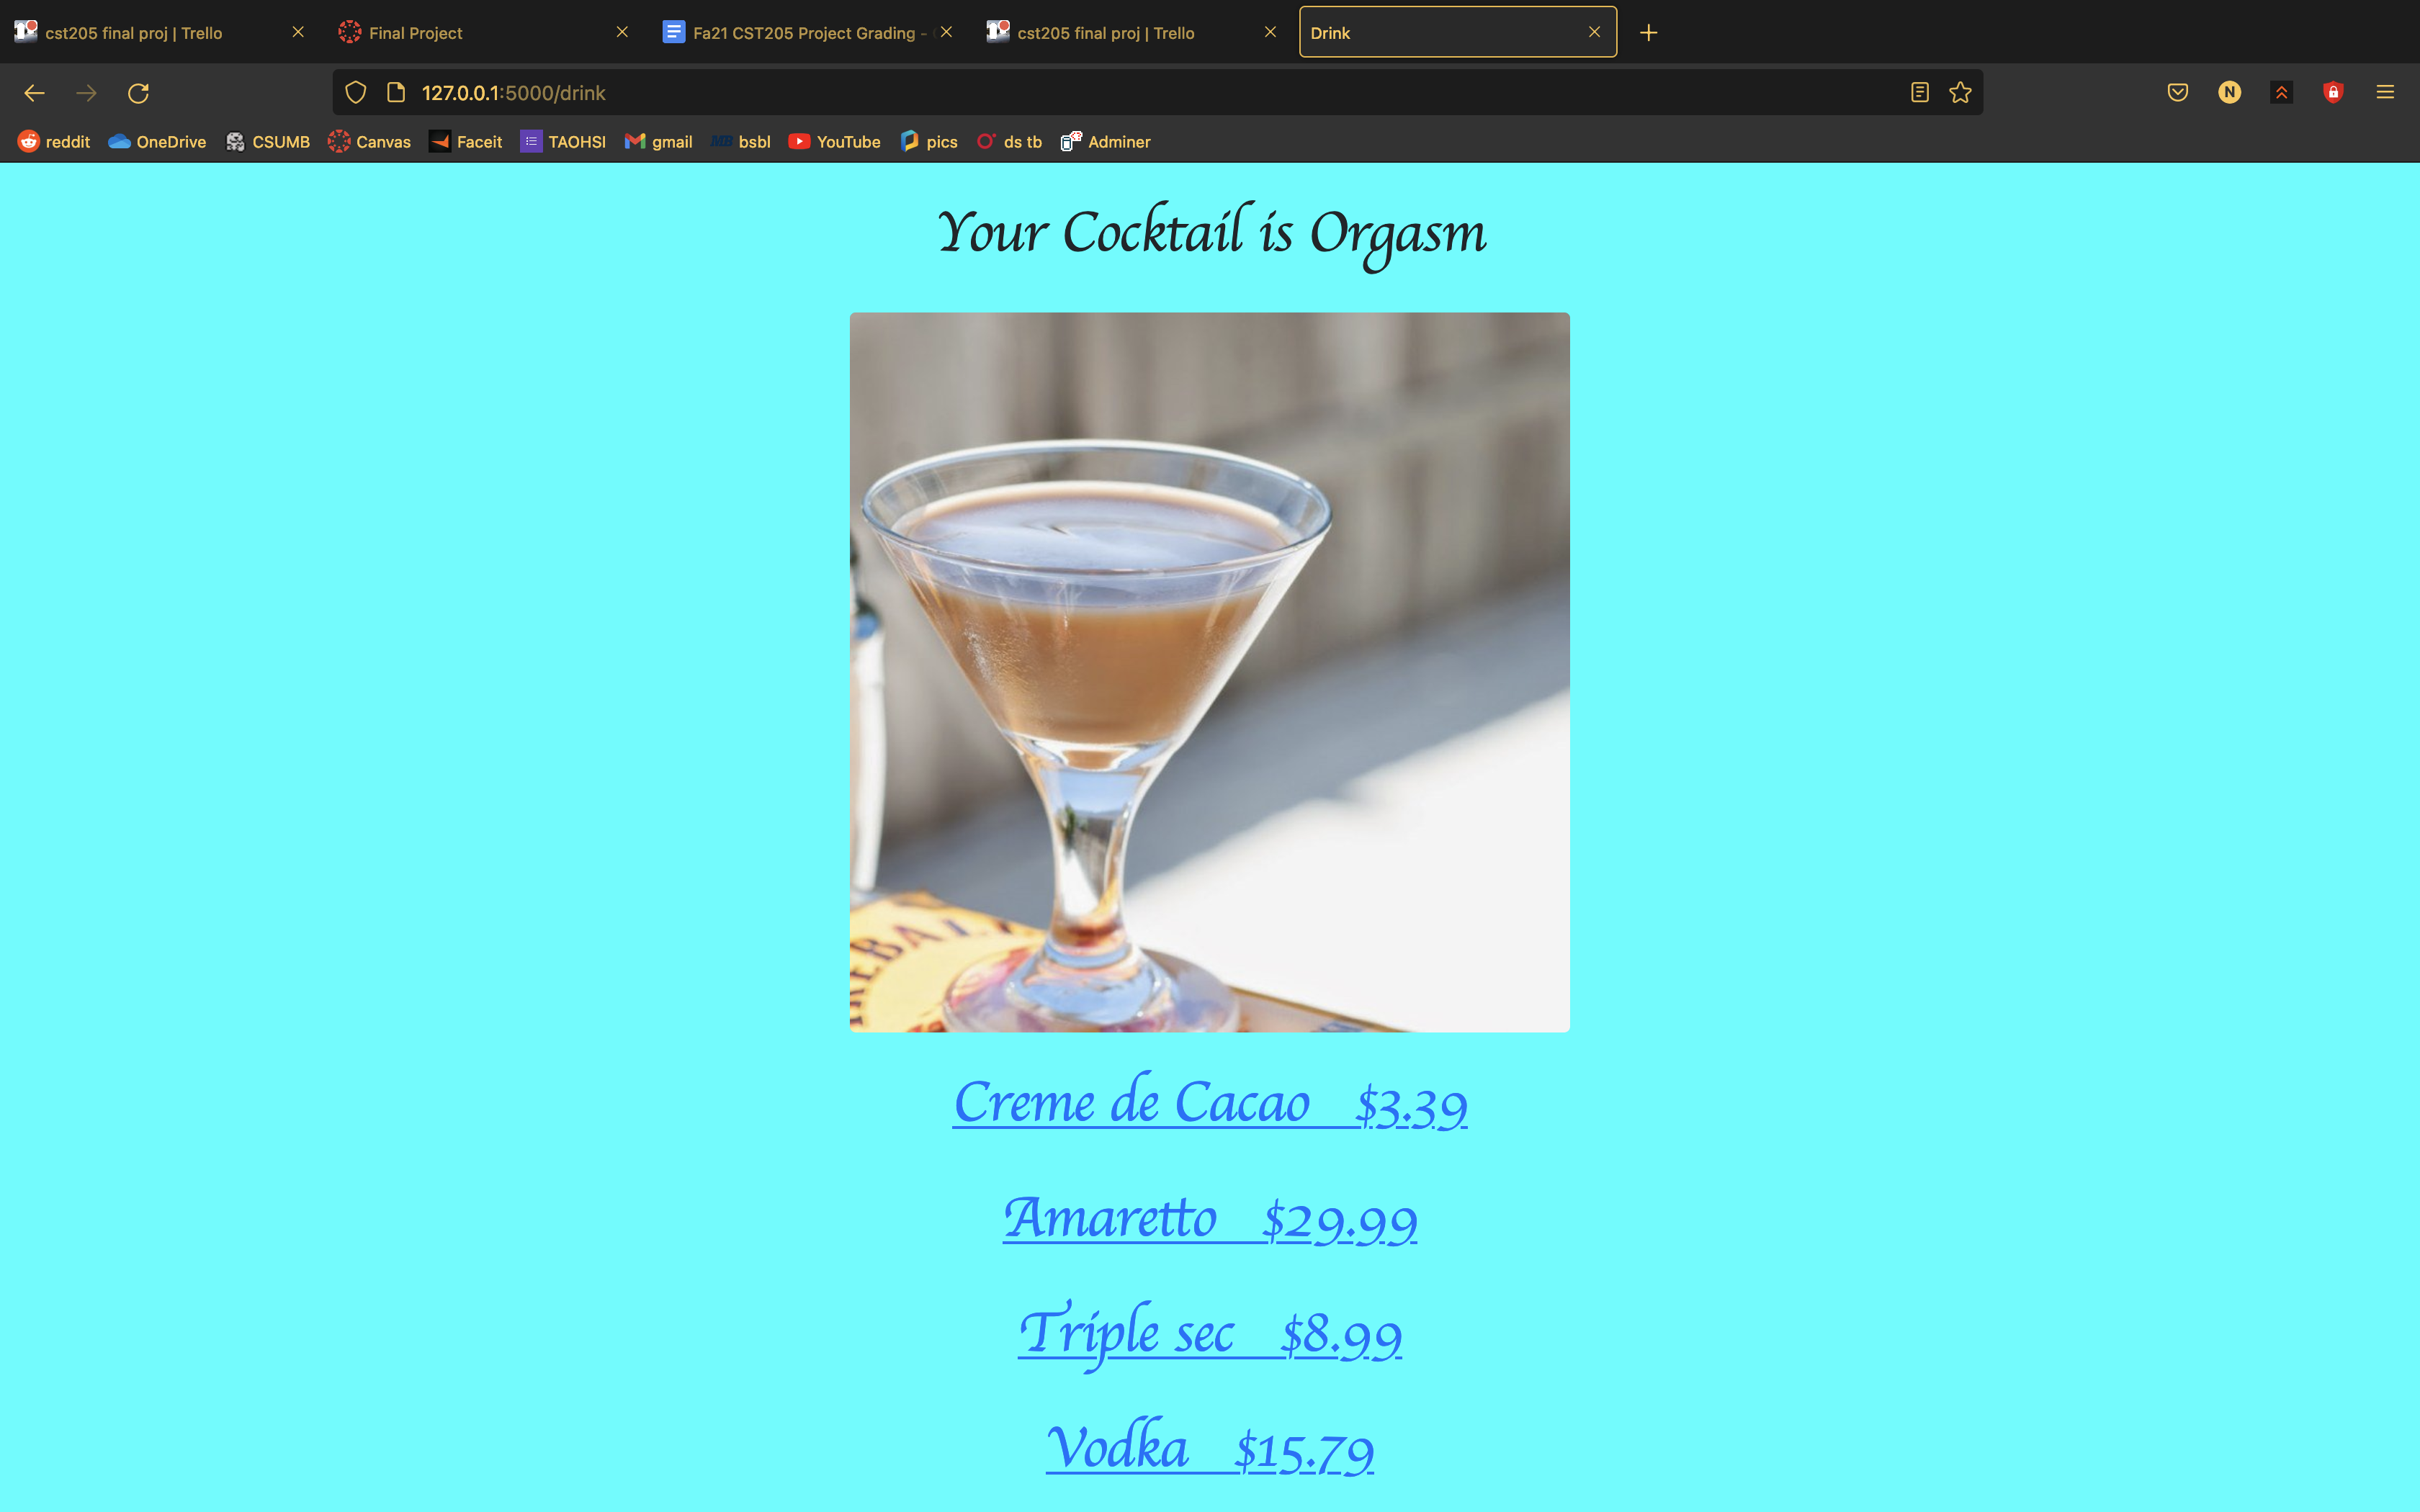 cst205 final proj | Trello
Final Project
Fa21 CST205 Project Grading -
cst205 final proj | Trello
Drink
127.0.0.1:5000/drink
N
reddit OneDrive CSUMB Canvas Faceit TAOHSI gmail MB bsbl YouTube pics ds tb Adminer
Your Cocktail is Orgasm
Creme de Cacao $3.39
Amaretto $29.99
Triple sec $8.99
Vodka $15.79